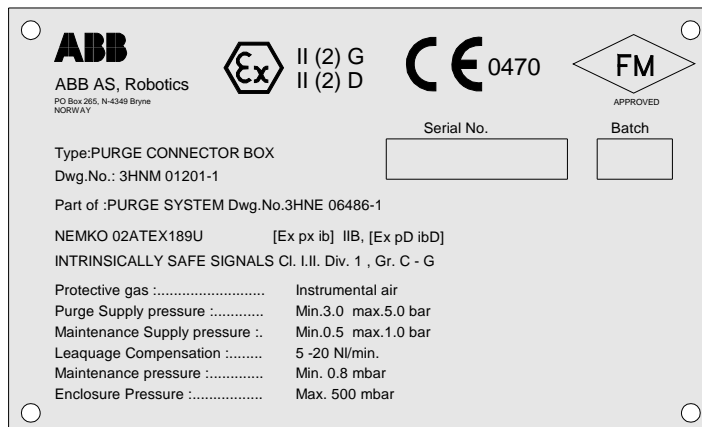 ABB
ABB AS, Robotics
PO Box 265, N-4349 Bryne
NORWAY
Ex
II (2) G
II (2) D
CE 0470
FM
APPROVED
Serial No.
Batch
Type:PURGE CONNECTOR BOX
Dwg.No.: 3HNM 01201-1
Part of :PURGE SYSTEM Dwg.No.3HNE 06486-1
NEMKO 02ATEX189U [Ex px ib] IIB, [Ex pD ibD]
INTRINSICALLY SAFE SIGNALS Cl. I.II. Div. 1 , Gr. C - G
Protective gas :.......................... Instrumental air
Purge Supply pressure :............ Min.3.0 max.5.0 bar
Maintenance Supply pressure :. Min.0.5 max.1.0 bar
Leaquage Compensation :........ 5 -20 Nl/min.
Maintenance pressure :............. Min. 0.8 mbar
Enclosure Pressure :................. Max. 500 mbar